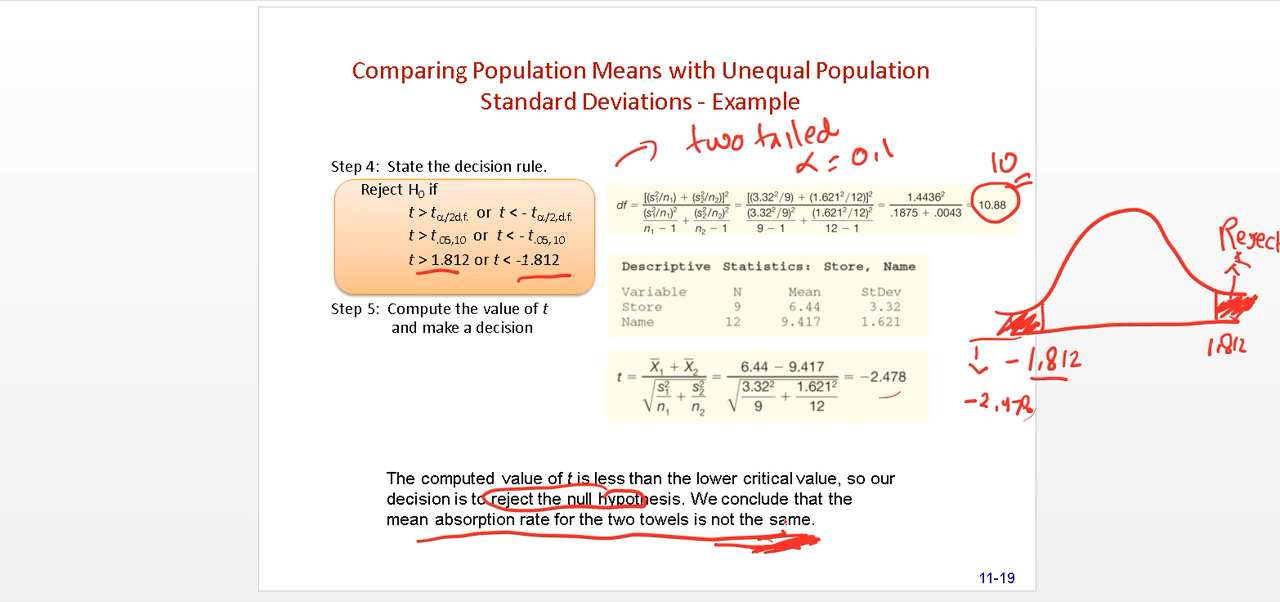 Comparing Population Means with Unequal Population
Standard Deviations - Example
two tailed
α = 0.1
Step 4: State the decision rule.
Reject H₀ if
t > tα/2d.f. or t < - tα/2,d.f.
t > t.05,10 or t < - t.05, 10
t > 1.812 or t < -1.812
Step 5: Compute the value of t
and make a decision
10
df = [(s₁²/n₁) + (s₂²/n₂)]² / ((s₁²/n₁)²/(n₁ − 1) + (s₂²/n₂)²/(n₂ − 1)) = [(3.32²/9) + (1.621²/12)]² / ((3.32²/9)²/(9 − 1) + (1.621²/12)²/(12 − 1)) = 1.4436² / (.1875 + .0043) = 10.88
Descriptive Statistics: Store, Name
Variable N Mean StDev
Store 9 6.44 3.32
Name 12 9.417 1.621
t = (X̄₁ + X̄₂) / √(s₁²/n₁ + s₂²/n₂) = (6.44 − 9.417) / √(3.32²/9 + 1.621²/12) = −2.478
Reject
-1.812
1.812
-2.478
The computed value of t is less than the lower critical value, so our
decision is to reject the null hypothesis. We conclude that the
mean absorption rate for the two towels is not the same.
11-19